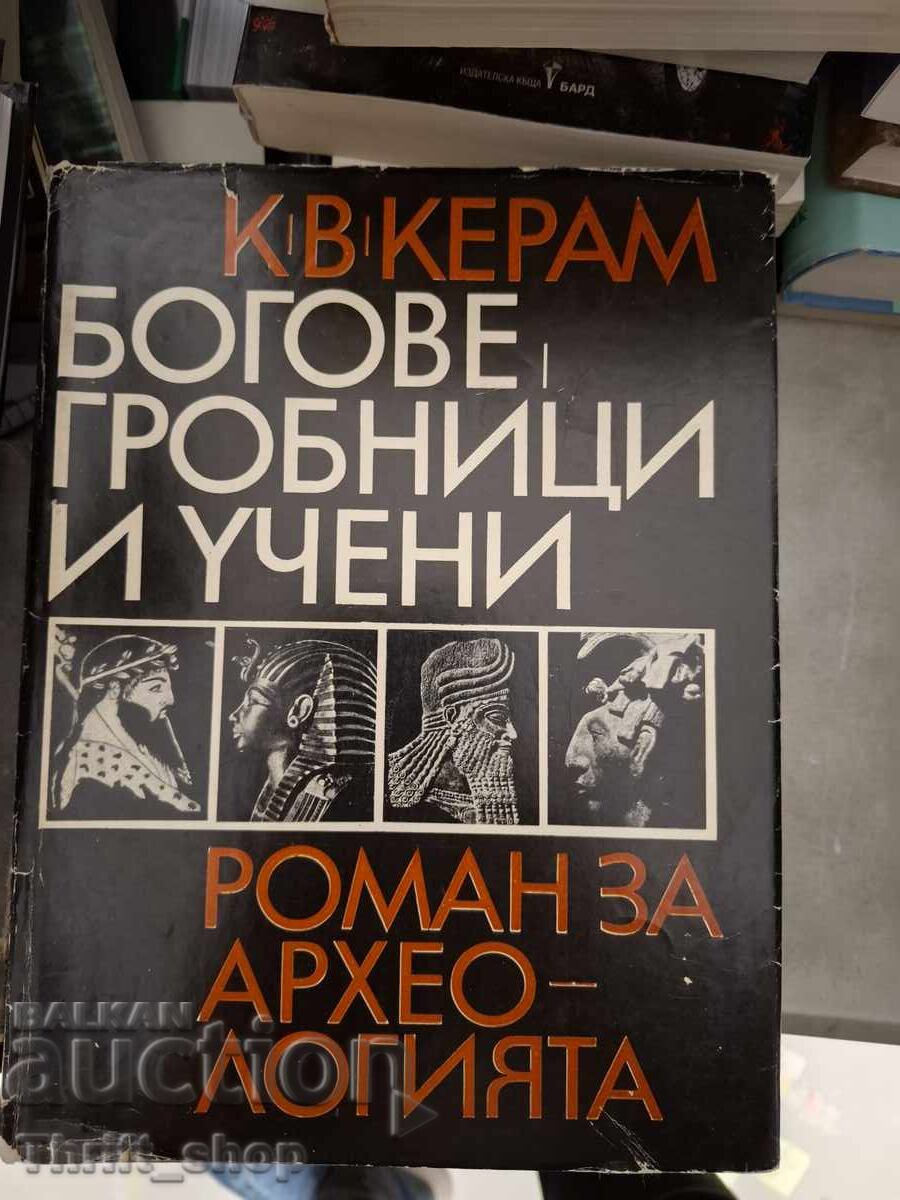 ИЗДАТЕЛСКА КЪЩА БАРД
К В КЕРАМ
БОГОВЕ,
ГРОБНИЦИ
И УЧЕНИ
РОМАН ЗА
АРХЕО-
ЛОГИЯТА
BALKAN
auction
Thrift_shop